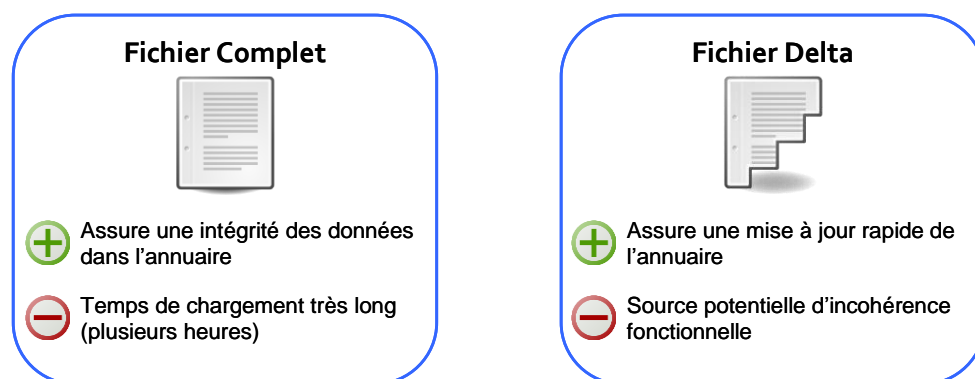 Fichier Complet
Assure une intégrité des données
dans l'annuaire
Temps de chargement très long
(plusieurs heures)
Fichier Delta
Assure une mise à jour rapide de
l'annuaire
Source potentielle d'incohérence
fonctionnelle